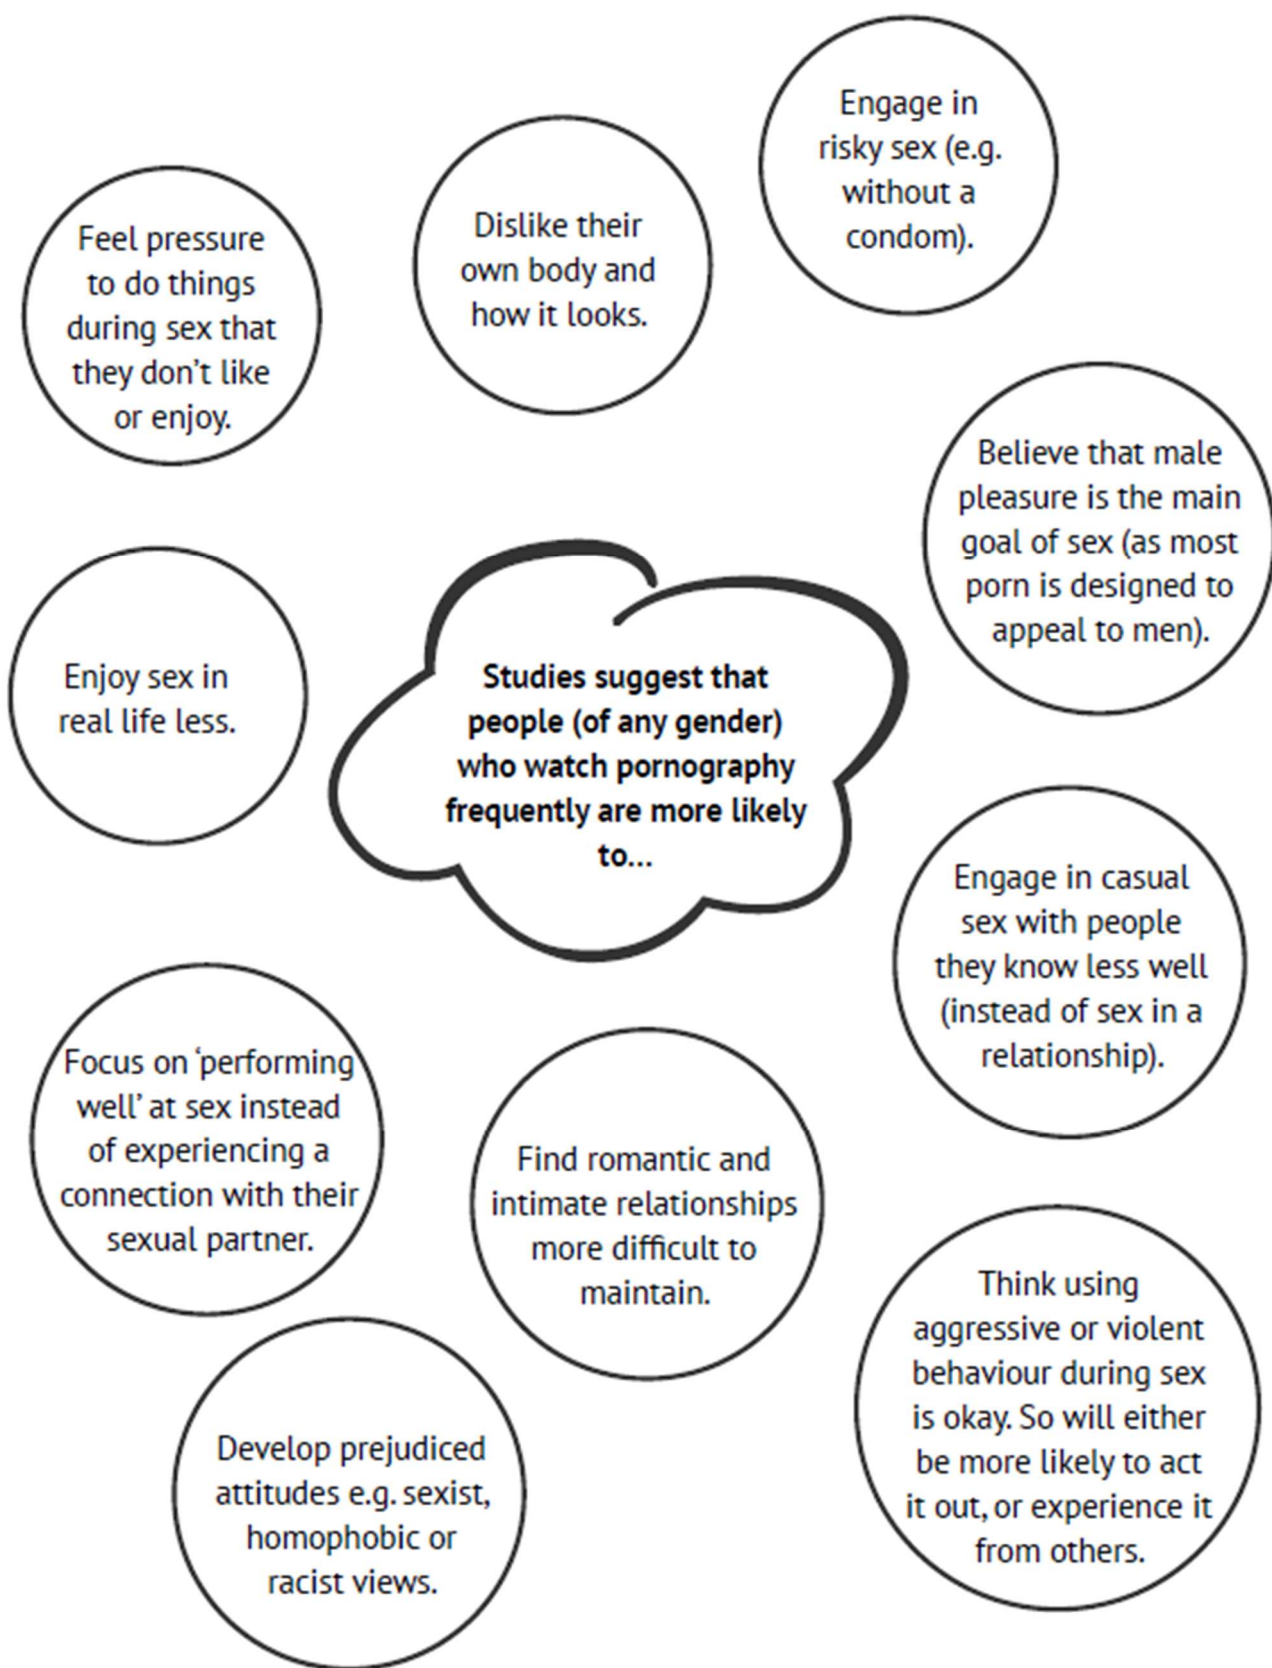 Engage in
risky sex (e.g.
without a
condom).
Dislike their
own body and
how it looks.
Feel pressure
to do things
during sex that
they don't like
or enjoy.
Believe that male
pleasure is the main
goal of sex (as most
porn is designed to
appeal to men).
Enjoy sex in
real life less.
Studies suggest that
people (of any gender)
who watch pornography
frequently are more likely
to...
Engage in casual
sex with people
they know less well
(instead of sex in a
relationship).
Focus on ‘performing
well’ at sex instead
of experiencing a
connection with their
sexual partner.
Find romantic and
intimate relationships
more difficult to
maintain.
Think using
aggressive or violent
behaviour during sex
is okay. So will either
be more likely to act
it out, or experience it
from others.
Develop prejudiced
attitudes e.g. sexist,
homophobic or
racist views.